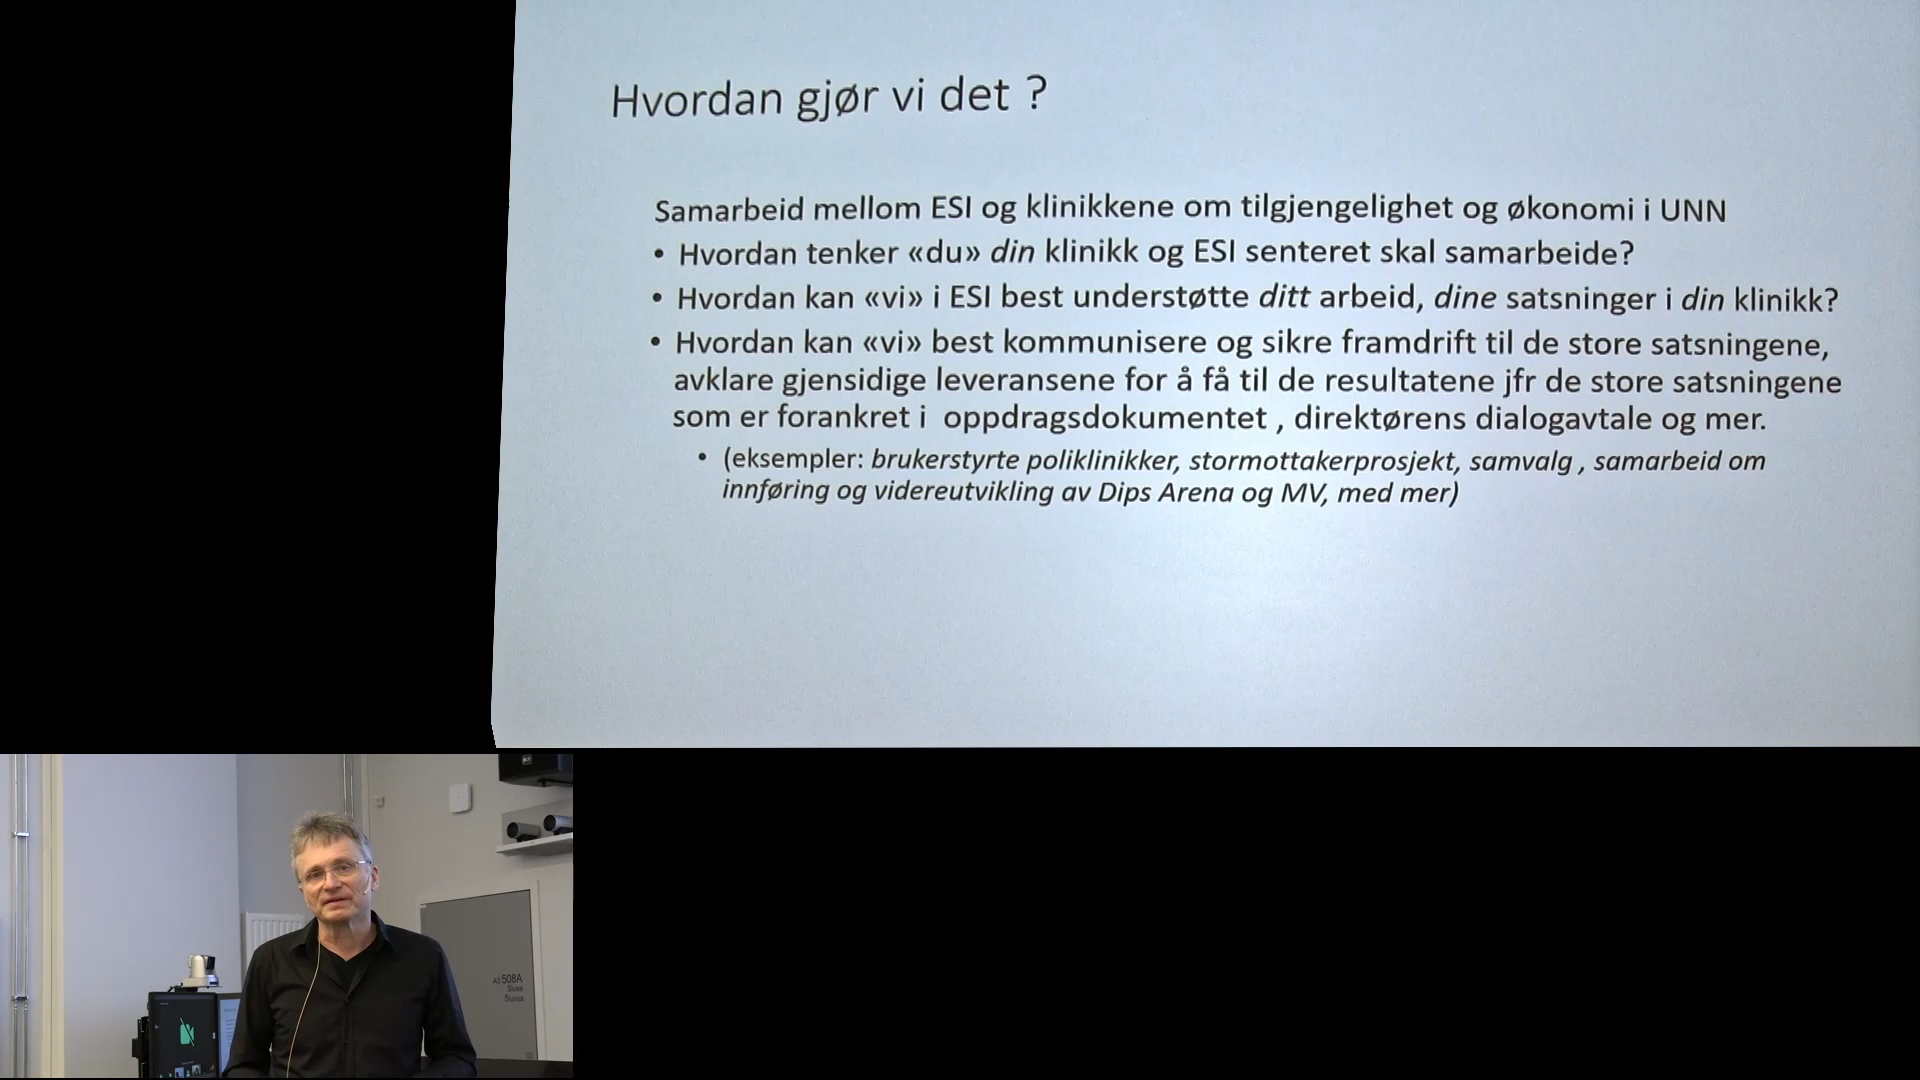 Hvordan gjør vi det ?
Samarbeid mellom ESI og klinikkene om tilgjengelighet og økonomi i UNN
• Hvordan tenker «du» din klinikk og ESI senteret skal samarbeide?
• Hvordan kan «vi» i ESI best understøtte ditt arbeid, dine satsninger i din klinikk?
• Hvordan kan «vi» best kommunisere og sikre framdrift til de store satsningene,
avklare gjensidige leveransene for å få til de resultatene jfr de store satsningene
som er forankret i oppdragsdokumentet , direktørens dialogavtale og mer.
• (eksempler: brukerstyrte poliklinikker, stormottakerprosjekt, samvalg , samarbeid om
innføring og videreutvikling av Dips Arena og MV, med mer)
A3.508A
Sluse